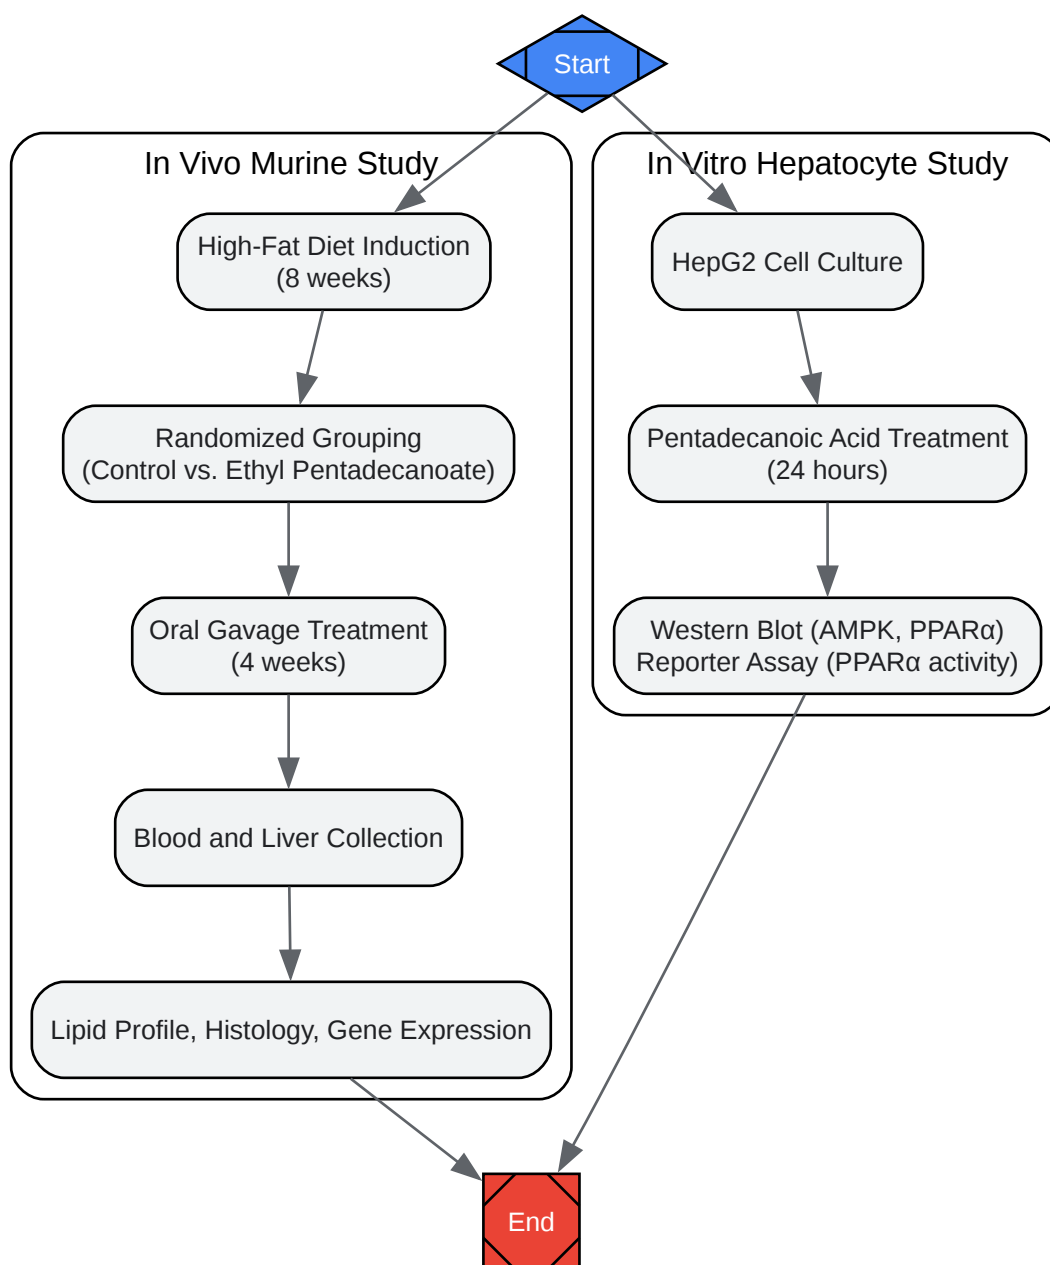 Start
In Vivo Murine Study
High-Fat Diet Induction
(8 weeks)
Randomized Grouping
(Control vs. Ethyl Pentadecanoate)
Oral Gavage Treatment
(4 weeks)
Blood and Liver Collection
Lipid Profile, Histology, Gene Expression
In Vitro Hepatocyte Study
HepG2 Cell Culture
Pentadecanoic Acid Treatment
(24 hours)
Western Blot (AMPK, PPARα)
Reporter Assay (PPARα activity)
End